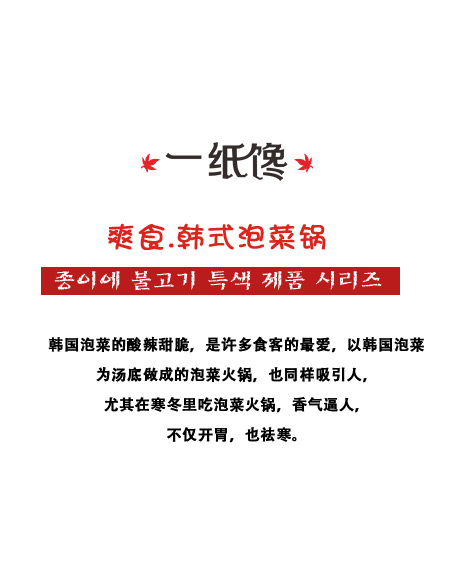 一纸馋
爽食.韩式泡菜锅
종이에 불고기 특색 제품 시리즈
韩国泡菜的酸辣甜脆，是许多食客的最爱，以韩国泡菜
为汤底做成的泡菜火锅，也同样吸引人，
尤其在寒冬里吃泡菜火锅，香气逼人，
不仅开胃，也祛寒。